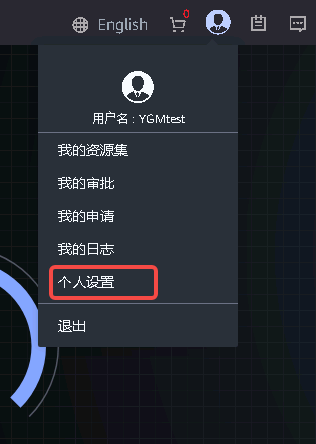 English
0
用户名 : YGMtest
我的资源集
我的审批
我的申请
我的日志
个人设置
退出